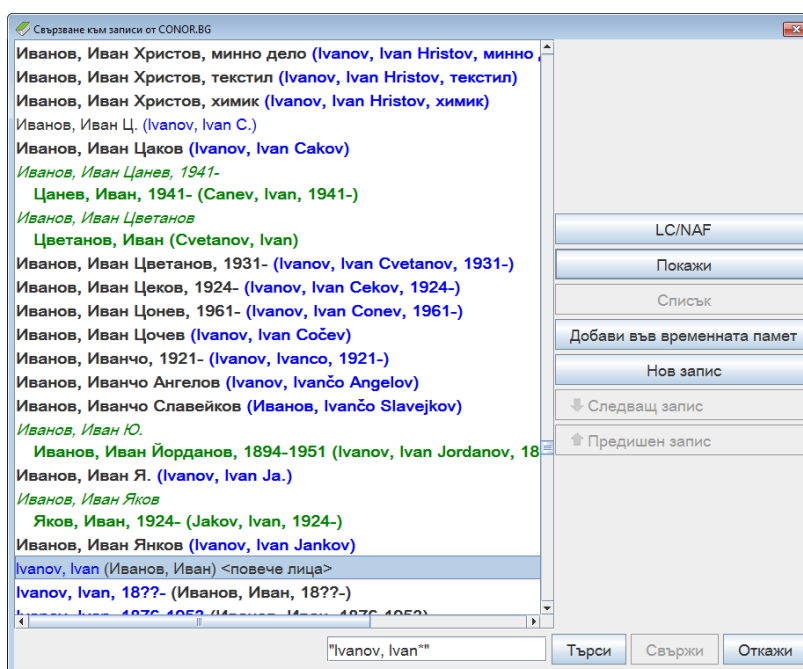 Свързване към записи от CONOR.BG
Иванов, Иван Христов, минно дело (Ivanov, Ivan Hristov, минно
Иванов, Иван Христов, текстил (Ivanov, Ivan Hristov, текстил)
Иванов, Иван Христов, химик (Ivanov, Ivan Hristov, химик)
Иванов, Иван Ц. (Ivanov, Ivan C.)
Иванов, Иван Цаков (Ivanov, Ivan Cakov)
Иванов, Иван Цанев, 1941-
Цанев, Иван, 1941- (Canev, Ivan, 1941-)
Иванов, Иван Цветанов
Цветанов, Иван (Cvetanov, Ivan)
Иванов, Иван Цветанов, 1931- (Ivanov, Ivan Cvetanov, 1931-)
Иванов, Иван Цеков, 1924- (Ivanov, Ivan Cekov, 1924-)
Иванов, Иван Цонев, 1961- (Ivanov, Ivan Conev, 1961-)
Иванов, Иван Цочев (Ivanov, Ivan Cočev)
Иванов, Иванчо, 1921- (Ivanov, Ivanco, 1921-)
Иванов, Иванчо Ангелов (Ivanov, Ivančo Angelov)
Иванов, Иванчо Славейков (Иванов, Ivančo Slavejkov)
Иванов, Иван Ю.
Иванов, Иван Йорданов, 1894-1951 (Ivanov, Ivan Jordanov, 18
Иванов, Иван Я. (Ivanov, Ivan Ja.)
Иванов, Иван Яков
Яков, Иван, 1924- (Jakov, Ivan, 1924-)
Иванов, Иван Янков (Ivanov, Ivan Jankov)
Ivanov, Ivan (Иванов, Иван) <повече лица>
Ivanov, Ivan, 18??- (Иванов, Иван, 18??-)
Ivanov, Ivan, 1876-1953 (Иванов, Иван, 1876-1953)
LC/NAF
Покажи
Списък
Добави във временната памет
Нов запис
Следващ запис
Предишен запис
"Ivanov, Ivan*"
Търси
Свържи
Откажи